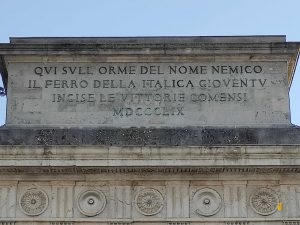 QVI SVLL'ORME DEL NOME NEMICO
IL FERRO DELLA ITALICA GIOVENTV
INCISE LE VITTORIE COMENSI
MDCCCLIX